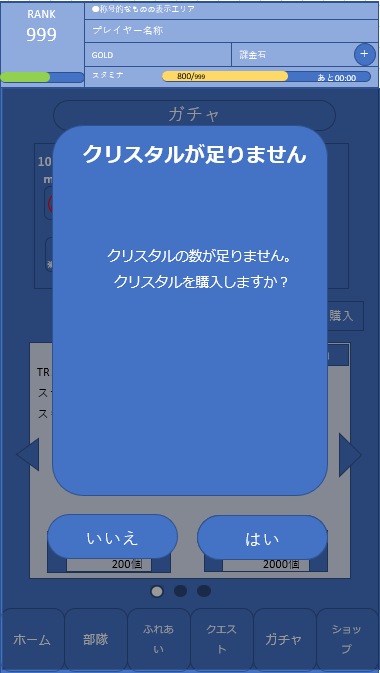 RANK
999
●称号的なものの表示エリア
プレイヤー名称
GOLD
課金石
+
スタミナ
800/999
あと00:00
ガチャ
クリスタルが足りません
10
m
クリスタルの数が足りません。
クリスタルを購入しますか？
購入
TR
いいえ
はい
200個
2000個
ホーム
部隊
ふれあ
い
クエス
ト
ガチャ
ショッ
プ